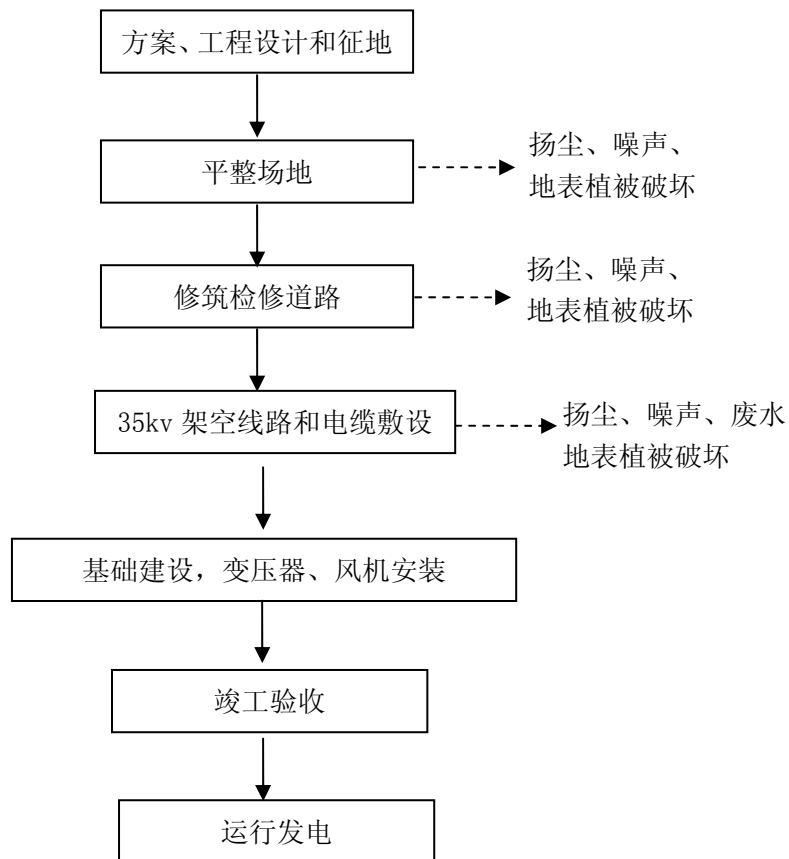 方案、工程设计和征地
平整场地
扬尘、噪声、
地表植被破坏
修筑检修道路
扬尘、噪声、
地表植被破坏
35kv 架空线路和电缆敷设
扬尘、噪声、废水
地表植被破坏
基础建设，变压器、风机安装
竣工验收
运行发电